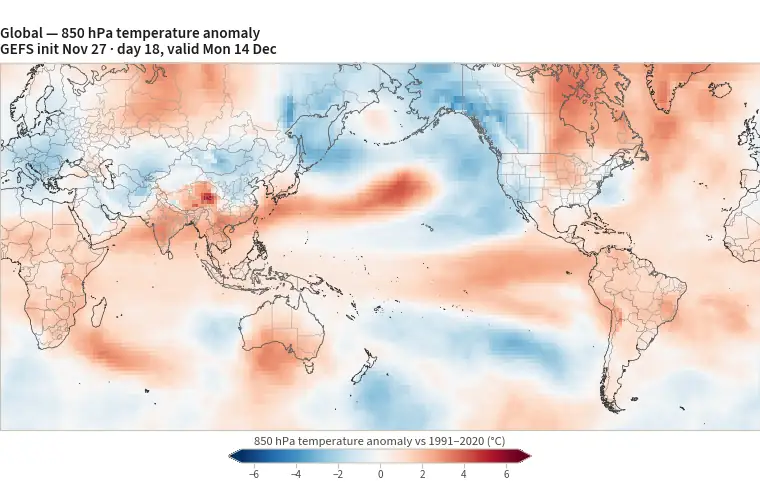 Global — 850 hPa temperature anomaly
GEFS init Nov 27 · day 18, valid Mon 14 Dec
850 hPa temperature anomaly vs 1991–2020 (°C)
−6 −4 −2 0 2 4 6